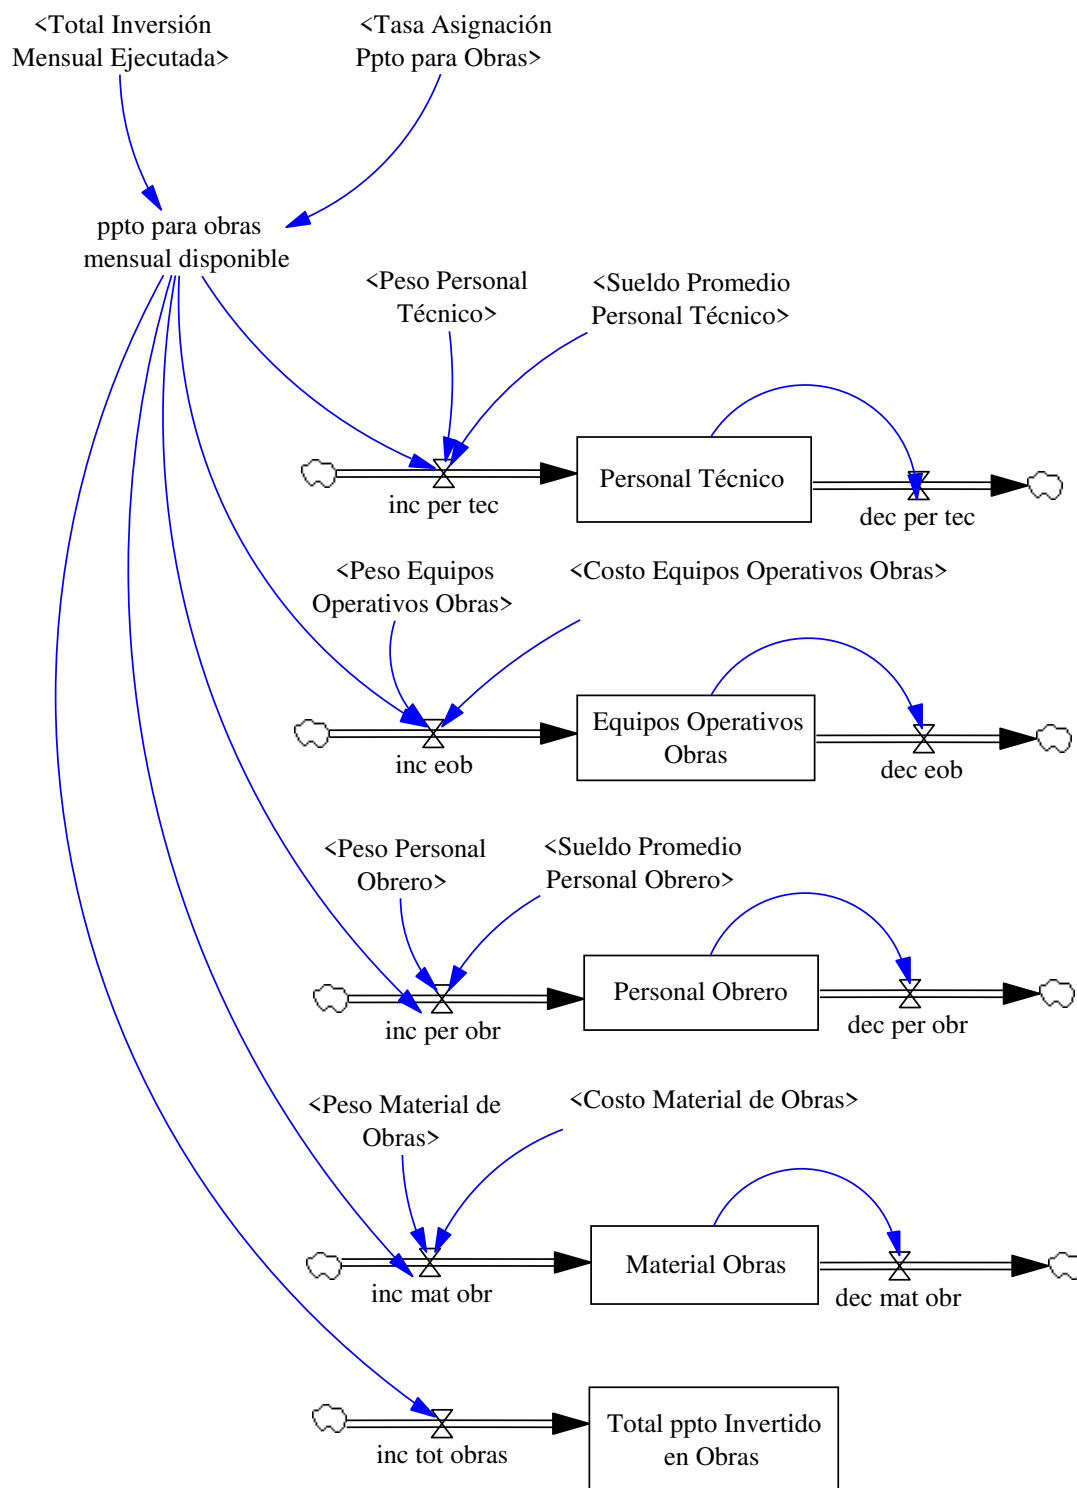 <Total Inversión
Mensual Ejecutada>
<Tasa Asignación
Ppto para Obras>
ppto para obras
mensual disponible
<Peso Personal
Técnico>
<Sueldo Promedio
Personal Técnico>
Personal Técnico
inc per tec
dec per tec
<Peso Equipos
Operativos Obras>
<Costo Equipos Operativos Obras>
Equipos Operativos
Obras
inc eob
dec eob
<Peso Personal
Obrero>
<Sueldo Promedio
Personal Obrero>
Personal Obrero
inc per obr
dec per obr
<Peso Material de
Obras>
<Costo Material de Obras>
Material Obras
inc mat obr
dec mat obr
Total ppto Invertido
en Obras
inc tot obras